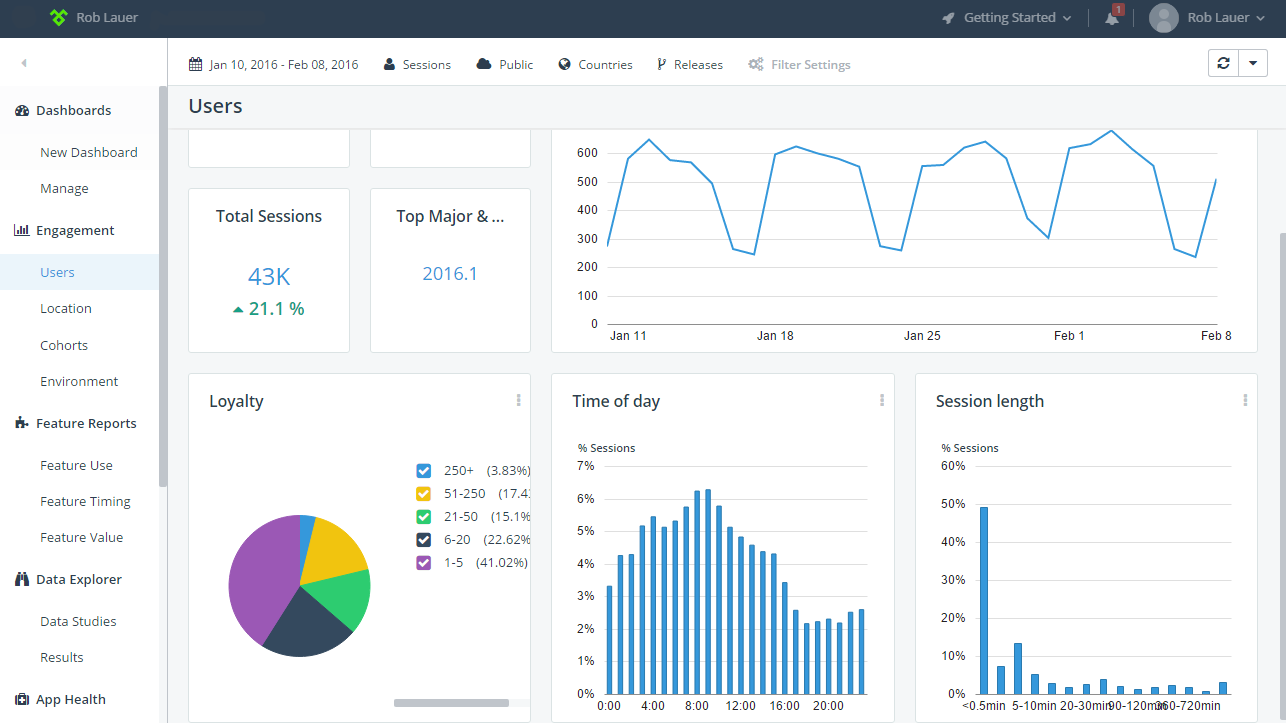 Rob Lauer
Getting Started
1
Rob Lauer
Jan 10, 2016 - Feb 08, 2016
Sessions
Public
Countries
Releases
Filter Settings
Users
Dashboards
New Dashboard
Manage
Engagement
Users
Location
Cohorts
Environment
Feature Reports
Feature Use
Feature Timing
Feature Value
Data Explorer
Data Studies
Results
App Health
Total Sessions
43K
21.1 %
Top Major & ...
2016.1
600
500
400
300
200
100
0
Jan 11 Jan 18 Jan 25 Feb 1 Feb 8
Loyalty
250+ (3.83%)
51-250 (17.4
21-50 (15.1%
6-20 (22.62%
1-5 (41.02%)
Time of day
% Sessions
7%
6%
5%
4%
3%
2%
1%
0%
0:00 4:00 8:00 12:00 16:00 20:00
Session length
% Sessions
60%
50%
40%
30%
20%
10%
0%
<0.5min 5-10min 20-30min 90-120min 360-720min